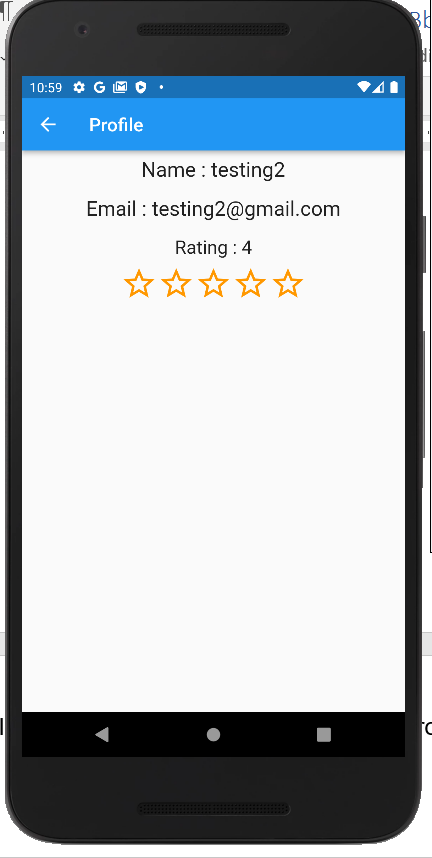 10:59
Profile
Name : testing2
Email : testing2@gmail.com
Rating : 4